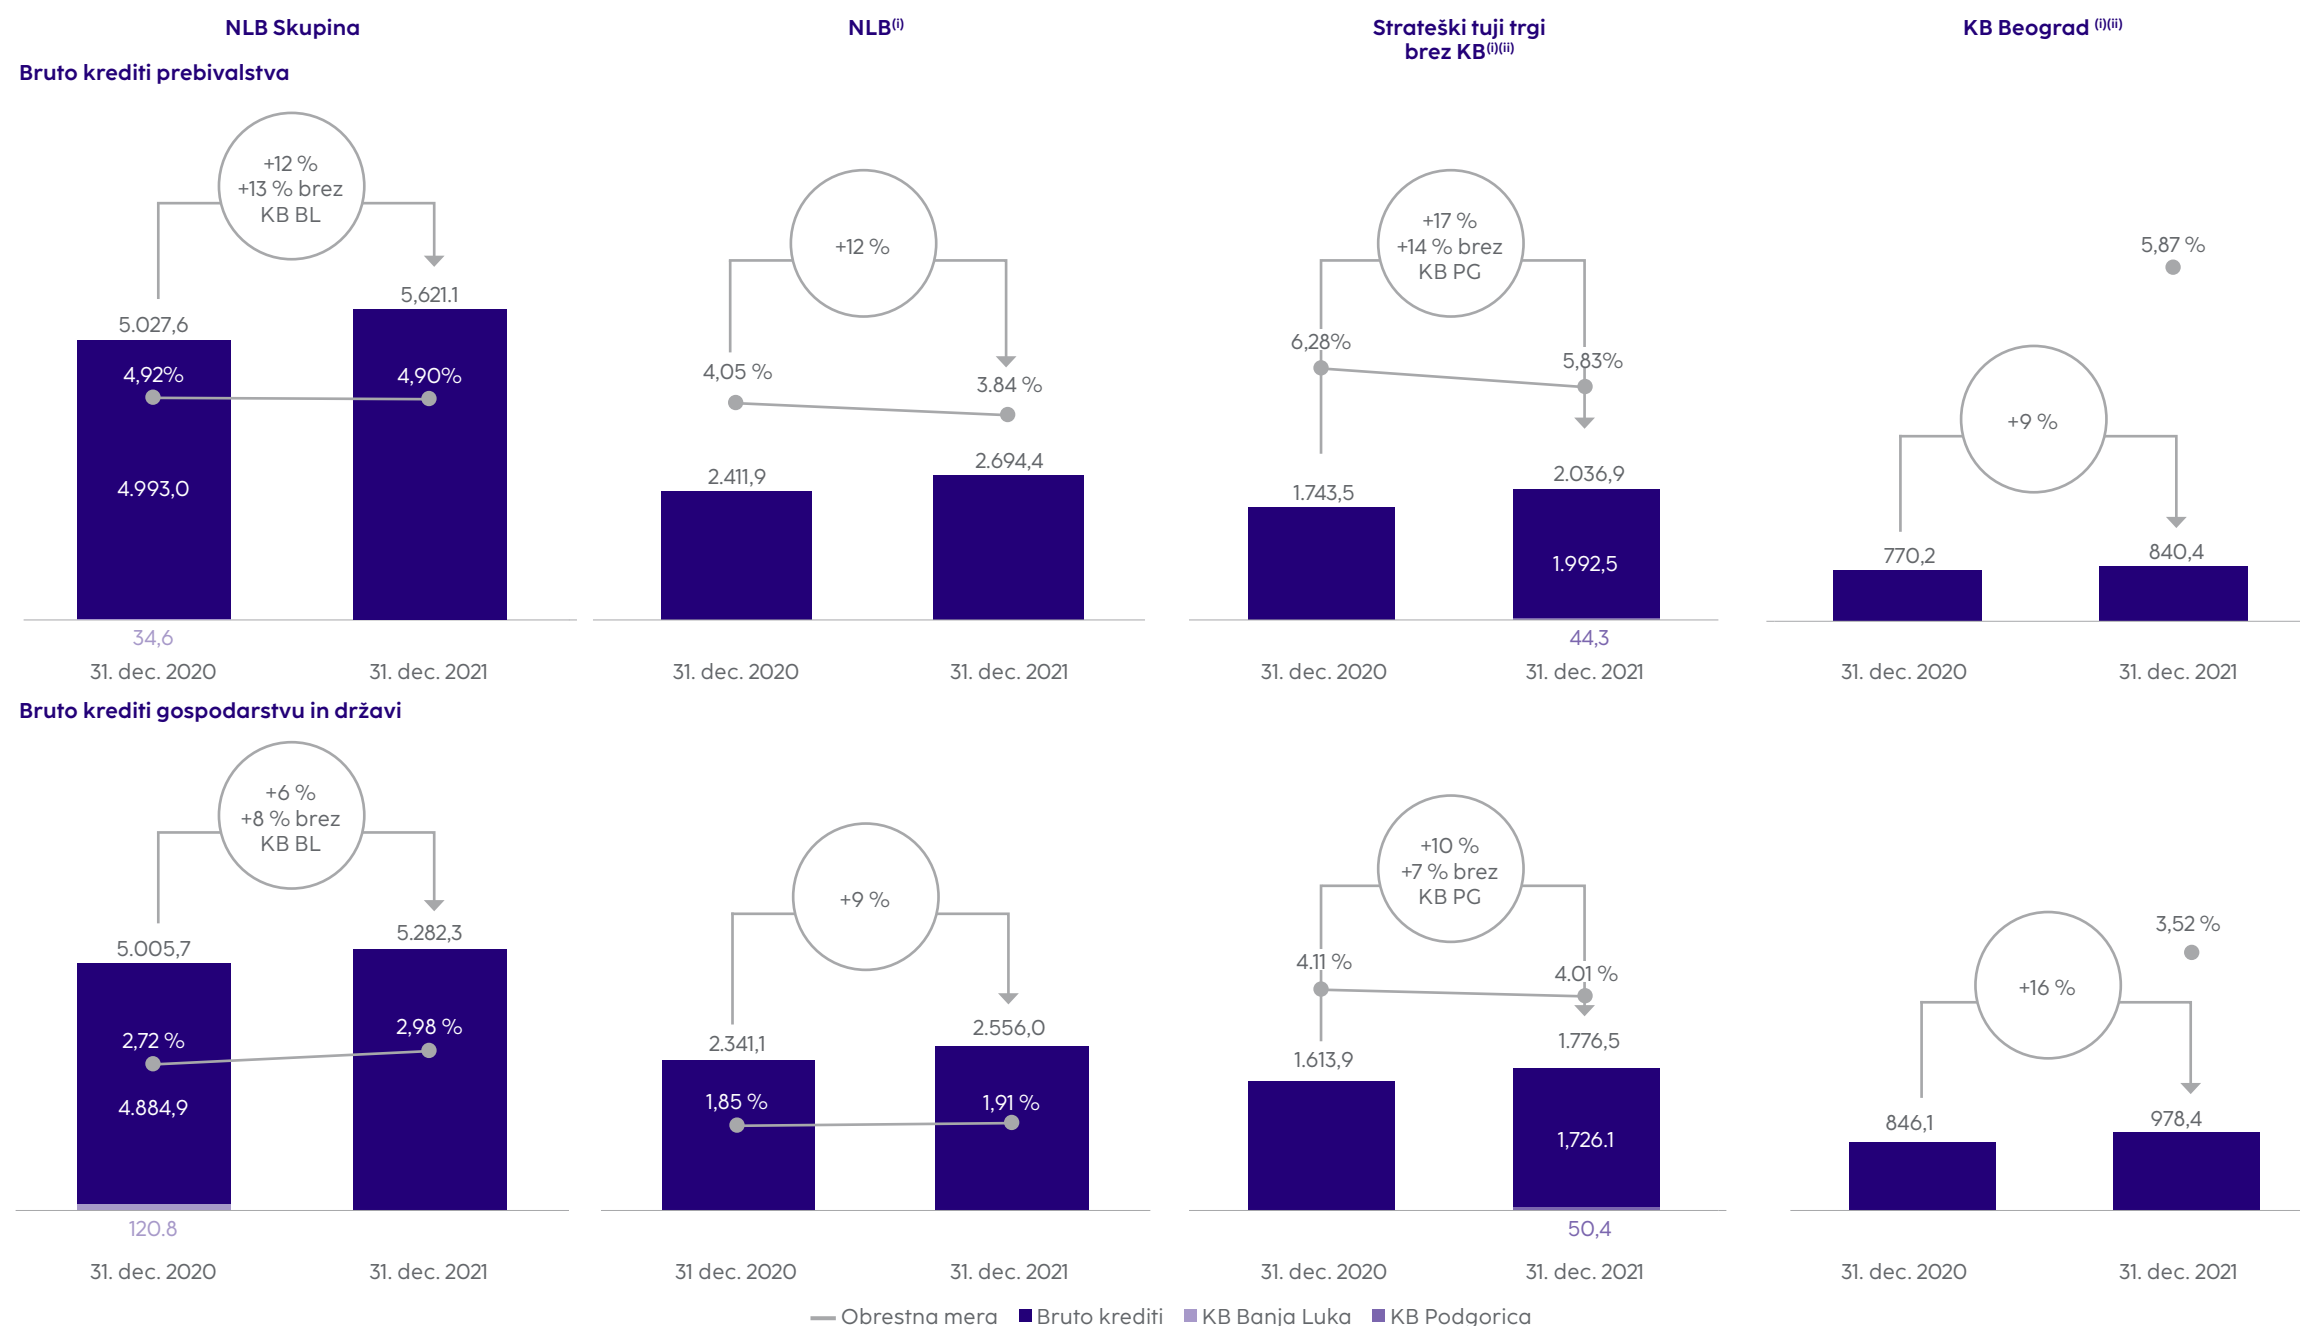 NLB Skupina
NLB(i)
Strateški tuji trgi
brez KB(i)(ii)
KB Beograd (i)(ii)
Bruto krediti prebivalstva
+12 %
+13 % brez
KB BL
5.027,6
5,621.1
4,92%
4,90%
4.993,0
34,6
31. dec. 2020
31. dec. 2021
+12 %
4,05 %
3.84 %
2.411,9
2.694,4
31. dec. 2020
31. dec. 2021
+17 %
+14 % brez
KB PG
6,28%
5,83%
1.743,5
2.036,9
1.992,5
44,3
31. dec. 2020
31. dec. 2021
5,87 %
+9 %
770,2
840,4
31. dec. 2020
31. dec. 2021
Bruto krediti gospodarstvu in državi
+6 %
+8 % brez
KB BL
5.005,7
5.282,3
2,72 %
2,98 %
4.884,9
120.8
31. dec. 2020
31. dec. 2021
+9 %
2.341,1
2.556,0
1,85 %
1,91 %
31 dec. 2020
31. dec. 2021
+10 %
+7 % brez
KB PG
4.11 %
4.01 %
1.613,9
1.776,5
1,726.1
50,4
31. dec. 2020
31. dec. 2021
3,52 %
+16 %
846,1
978,4
31. dec. 2020
31. dec. 2021
Obrestna mera
Bruto krediti
KB Banja Luka
KB Podgorica